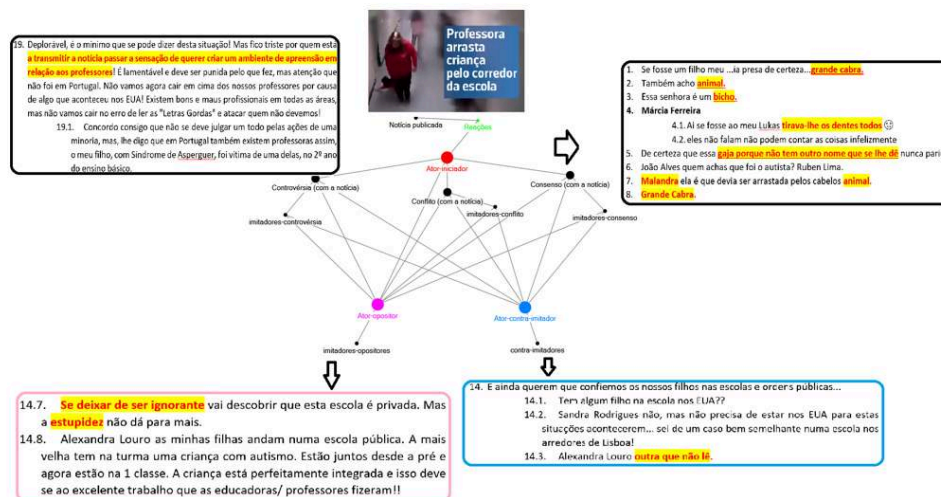 Professora
arrasta
criança
pelo corredor
da escola
19. Deplorável, é o mínimo que se pode dizer desta situação! Mas fico triste por quem está
a transmitir a notícia passar a sensação de querer criar um ambiente de apreensão em
relação aos professores! É lamentável e deve ser punida pelo que fez, mas atenção que
não foi em Portugal. Não vamos agora cair em cima dos nossos professores por causa
de algo que aconteceu nos EUA! Existem bons e maus profissionais em todas as áreas,
mas não vamos cair no erro de ler as "Letras Gordas" e atacar quem não devemos!
19.1. Concordo consigo que não se deve julgar um todo pelas ações de uma
minoria, mas, lhe digo que em Portugal também existem professoras assim,
o meu filho, com Síndrome de Asperguer, foi vítima de uma delas, no 2º ano
do ensino básico.
1. Se fosse um filho meu ...ia presa de certeza...grande cabra.
2. Também acho animal.
3. Essa senhora é um bicho.
4. Márcia Ferreira
4.1. Ai se fosse ao meu Lukas tirava-lhe os dentes todos
4.2. eles não falam não podem contar as coisas infelizmente
5. De certeza que essa gaja porque não tem outro nome que se lhe dê nunca pariu
6. João Alves quem achas que foi o autista? Ruben Lima.
7. Malandra ela é que devia ser arrastada pelos cabelos animal.
8. Grande Cabra.
Notícia publicada
Reações
Ator-iniciador
Controvérsia (com a notícia)
Conflito (com a notícia)
Consenso (com a notícia)
imitadores-controvérsia
imitadores-conflito
imitadores-consenso
Ator-opositor
Ator-contra-imitador
imitadores-opositores
contra-imitadores
14.7. Se deixar de ser ignorante vai descobrir que esta escola é privada. Mas
a estupidez não dá para mais.
14.8. Alexandra Louro as minhas filhas andam numa escola pública. A mais
velha tem na turma uma criança com autismo. Estão juntos desde a pré e
agora estão na 1 classe. A criança está perfeitamente integrada e isso deve
se ao excelente trabalho que as educadoras/ professores fizeram!!
14. E ainda querem que confiemos os nossos filhos nas escolas e ordens públicas...
14.1. Tem algum filho na escola nos EUA??
14.2. Sandra Rodrigues não, mas não precisa de estar nos EUA para estas
situações acontecerem... sei de um caso bem semelhante numa escola nos
arredores de Lisboa!
14.3. Alexandra Louro outra que não lê.